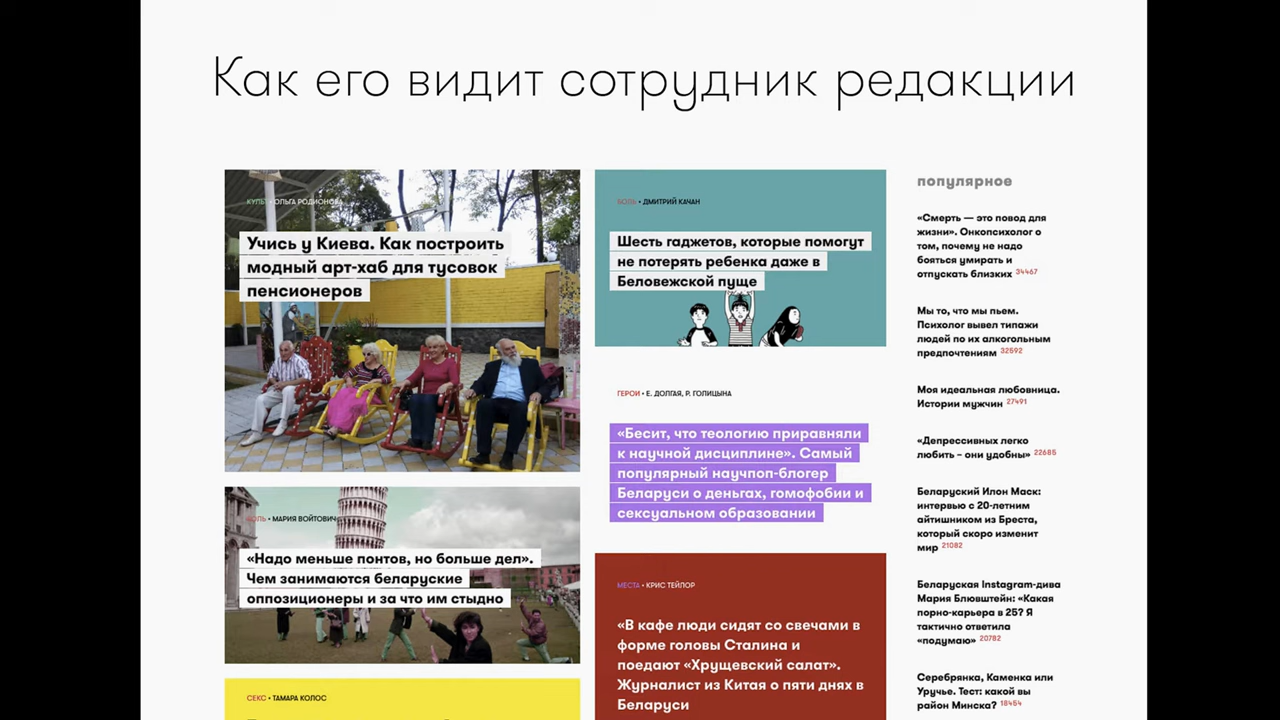 Как его видит сотрудник редакции
КУЛЬТ • ОЛЬГА РОДИОНОВА
Учись у Киева. Как построить
модный арт-хаб для тусовок
пенсионеров
БОЛЬ • МАРИЯ ВОЙТОВИЧ
«Надо меньше понтов, но больше дел».
Чем занимаются беларуские
оппозиционеры и за что им стыдно
СЕКС • ТАМАРА КОЛОС
БОЛЬ • ДМИТРИЙ КАЧАН
Шесть гаджетов, которые помогут
не потерять ребенка даже в
Беловежской пуще
ГЕРОИ • Е. ДОЛГАЯ, Р. ГОЛИЦЫНА
«Бесит, что теологию приравняли
к научной дисциплине». Самый
популярный научпоп-блогер
Беларуси о деньгах, гомофобии и
сексуальном образовании
МЕСТА • КРИС ТЕЙЛОР
«В кафе люди сидят со свечами в
форме головы Сталина и
поедают «Хрущевский салат».
Журналист из Китая о пяти днях в
Беларуси
популярное
«Смерть — это повод для
жизни». Онкопсихолог о
том, почему не надо
бояться умирать и
отпускать близких 34467
Мы то, что мы пьем.
Психолог вывел типажи
людей по их алкогольным
предпочтениям 32592
Моя идеальная любовница.
Истории мужчин 27491
«Депрессивных легко
любить – они удобны» 22685
Беларуский Илон Маск:
интервью с 20-летним
айтишником из Бреста,
который скоро изменит
мир 21082
Беларуская Instagram-дива
Мария Блювштейн: «Какая
порно-карьера в 25? Я
тактично ответила
«подумаю» 20782
Серебрянка, Каменка или
Уручье. Тест: какой вы
район Минска? 18454